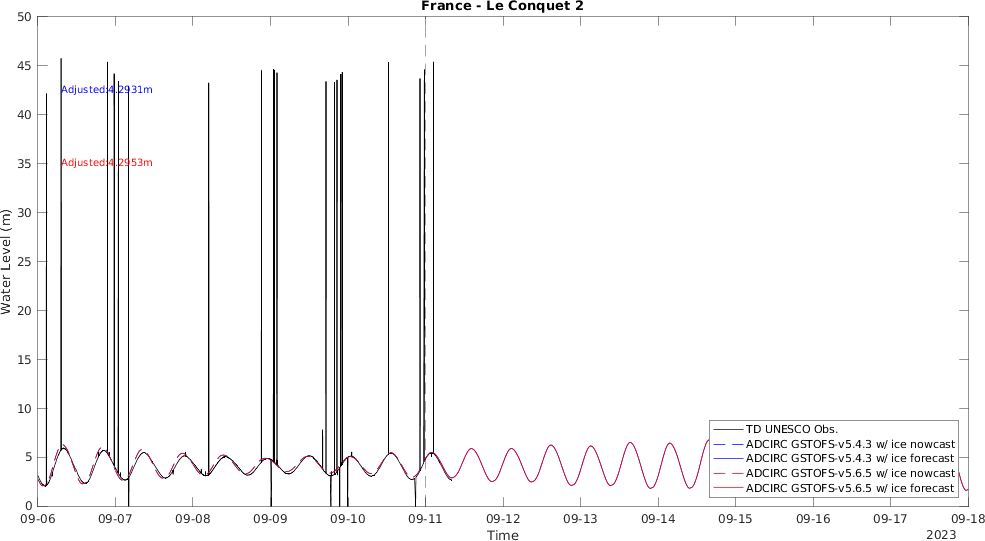 France - Le Conquet 2
50
45
40
35
30
25
20
15
10
5
0
Water Level (m)
Adjusted:4.2931m
Adjusted:4.2953m
TD UNESCO Obs.
ADCIRC GSTOFS-v5.4.3 w/ ice nowcast
ADCIRC GSTOFS-v5.4.3 w/ ice forecast
ADCIRC GSTOFS-v5.6.5 w/ ice nowcast
ADCIRC GSTOFS-v5.6.5 w/ ice forecast
09-06 09-07 09-08 09-09 09-10 09-11 09-12 09-13 09-14 09-15 09-16 09-17 09-18
Time
2023